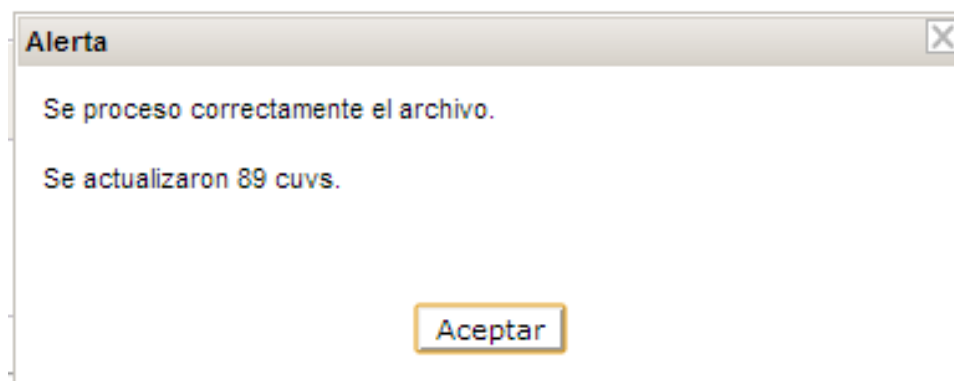 Alerta
Se proceso correctamente el archivo.
Se actualizaron 89 cuvs.
Aceptar